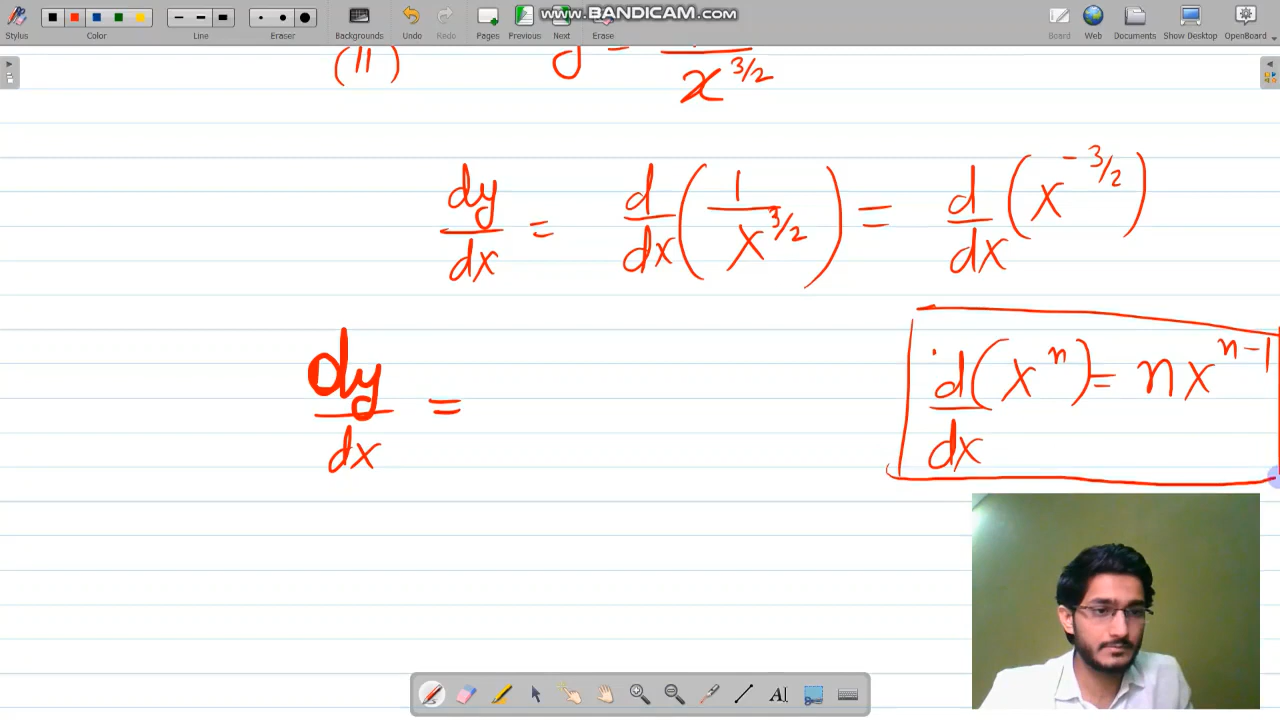 www.BANDICAM.com
Stylus Color Line Eraser Backgrounds Undo Pages Previous Next Erase Board Web Documents Show Desktop OpenBoard
(II) y = 1/x^3/2
dy/dx = d/dx (1/x^3/2) = d/dx (x^-3/2)
dy/dx =
d/dx (x^n) = nx^n-1